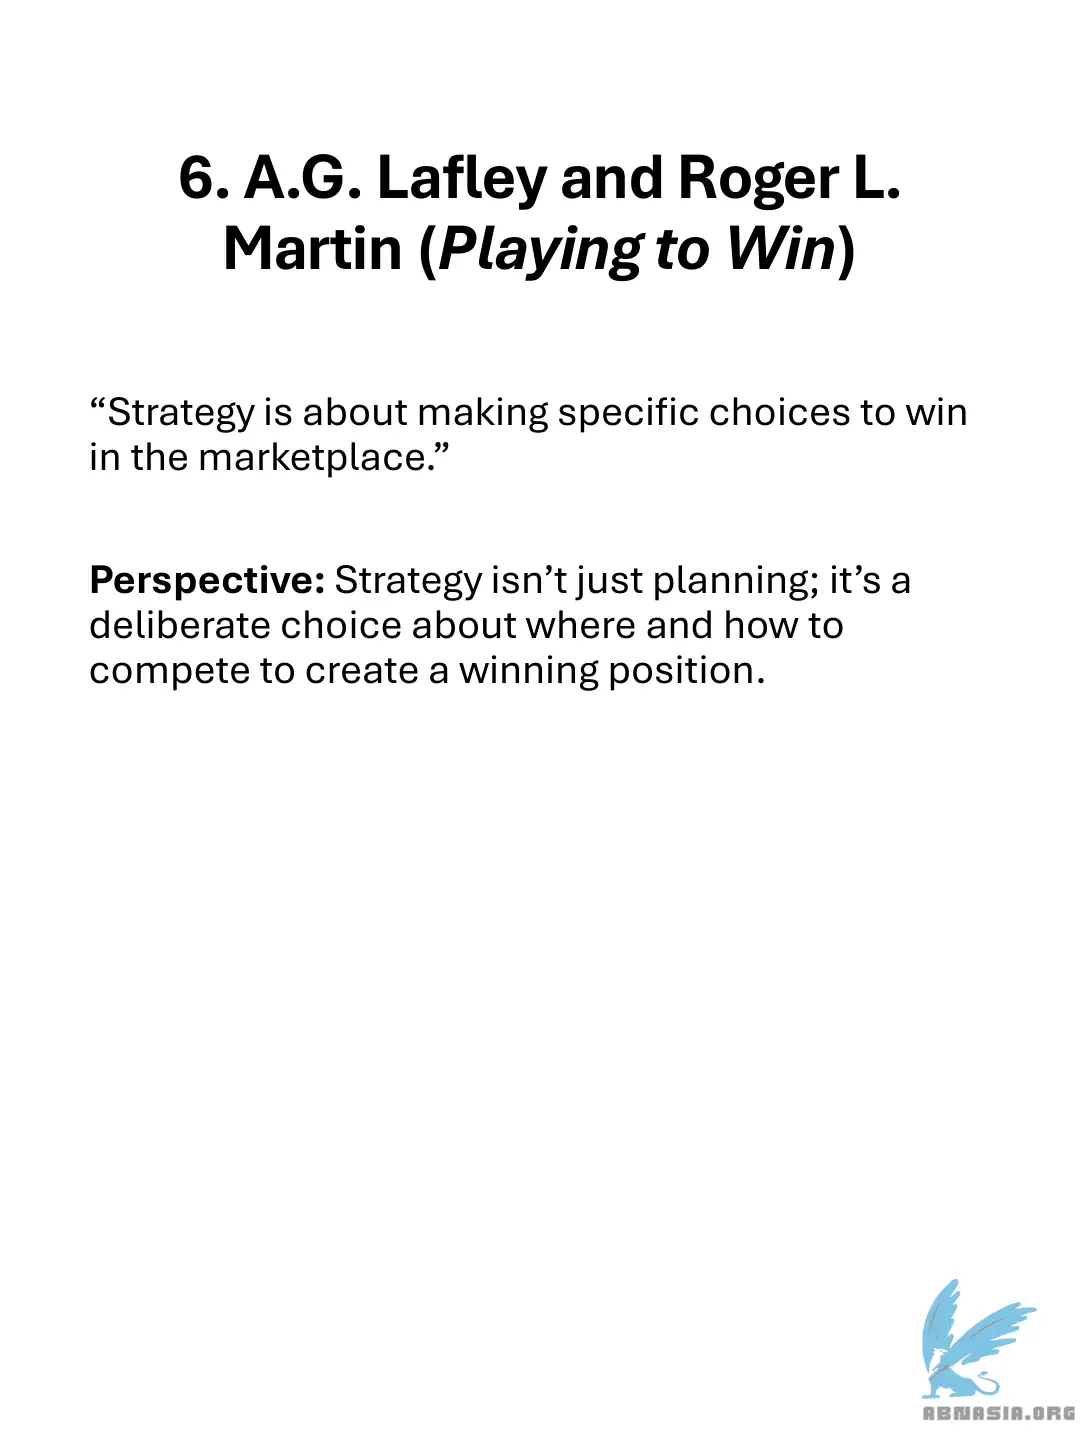 6. A.G. Lafley and Roger L.
Martin (Playing to Win)
“Strategy is about making specific choices to win
in the marketplace.”
Perspective: Strategy isn’t just planning; it’s a
deliberate choice about where and how to
compete to create a winning position.
ABNASIA.ORG